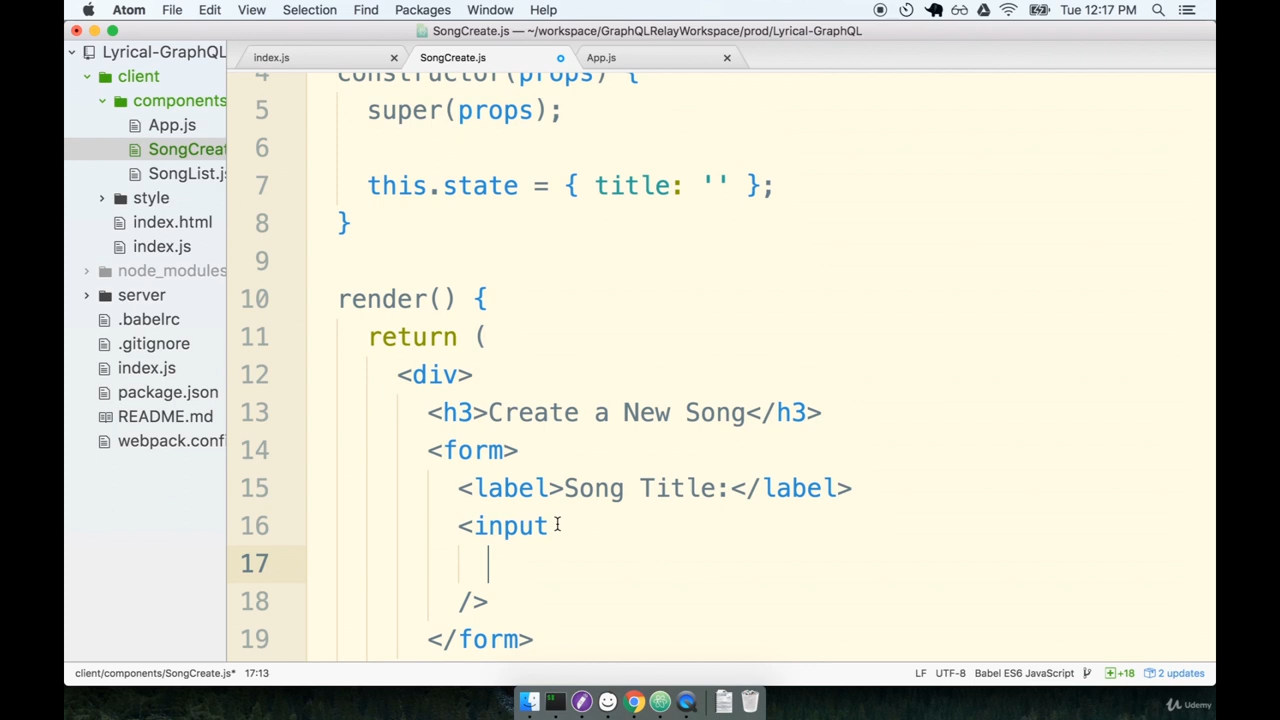 Atom File Edit View Selection Find Packages Window Help Tue 12:17 PM
SongCreate.js — ~/workspace/GraphQLRelayWorkspace/prod/Lyrical-GraphQL
Lyrical-GraphQL
client
components
App.js
SongCreat
SongList.js
style
index.html
index.js
node_modules
server
.babelrc
.gitignore
index.js
package.json
README.md
webpack.confi
index.js SongCreate.js App.js
4 constructor(props) {
5 super(props);
6
7 this.state = { title: '' };
8 }
9
10 render() {
11 return (
12 <div>
13 <h3>Create a New Song</h3>
14 <form>
15 <label>Song Title:</label>
16 <input
17
18 />
19 </form>
client/components/SongCreate.js* 17:13 LF UTF-8 Babel ES6 JavaScript +18 2 updates
Udemy